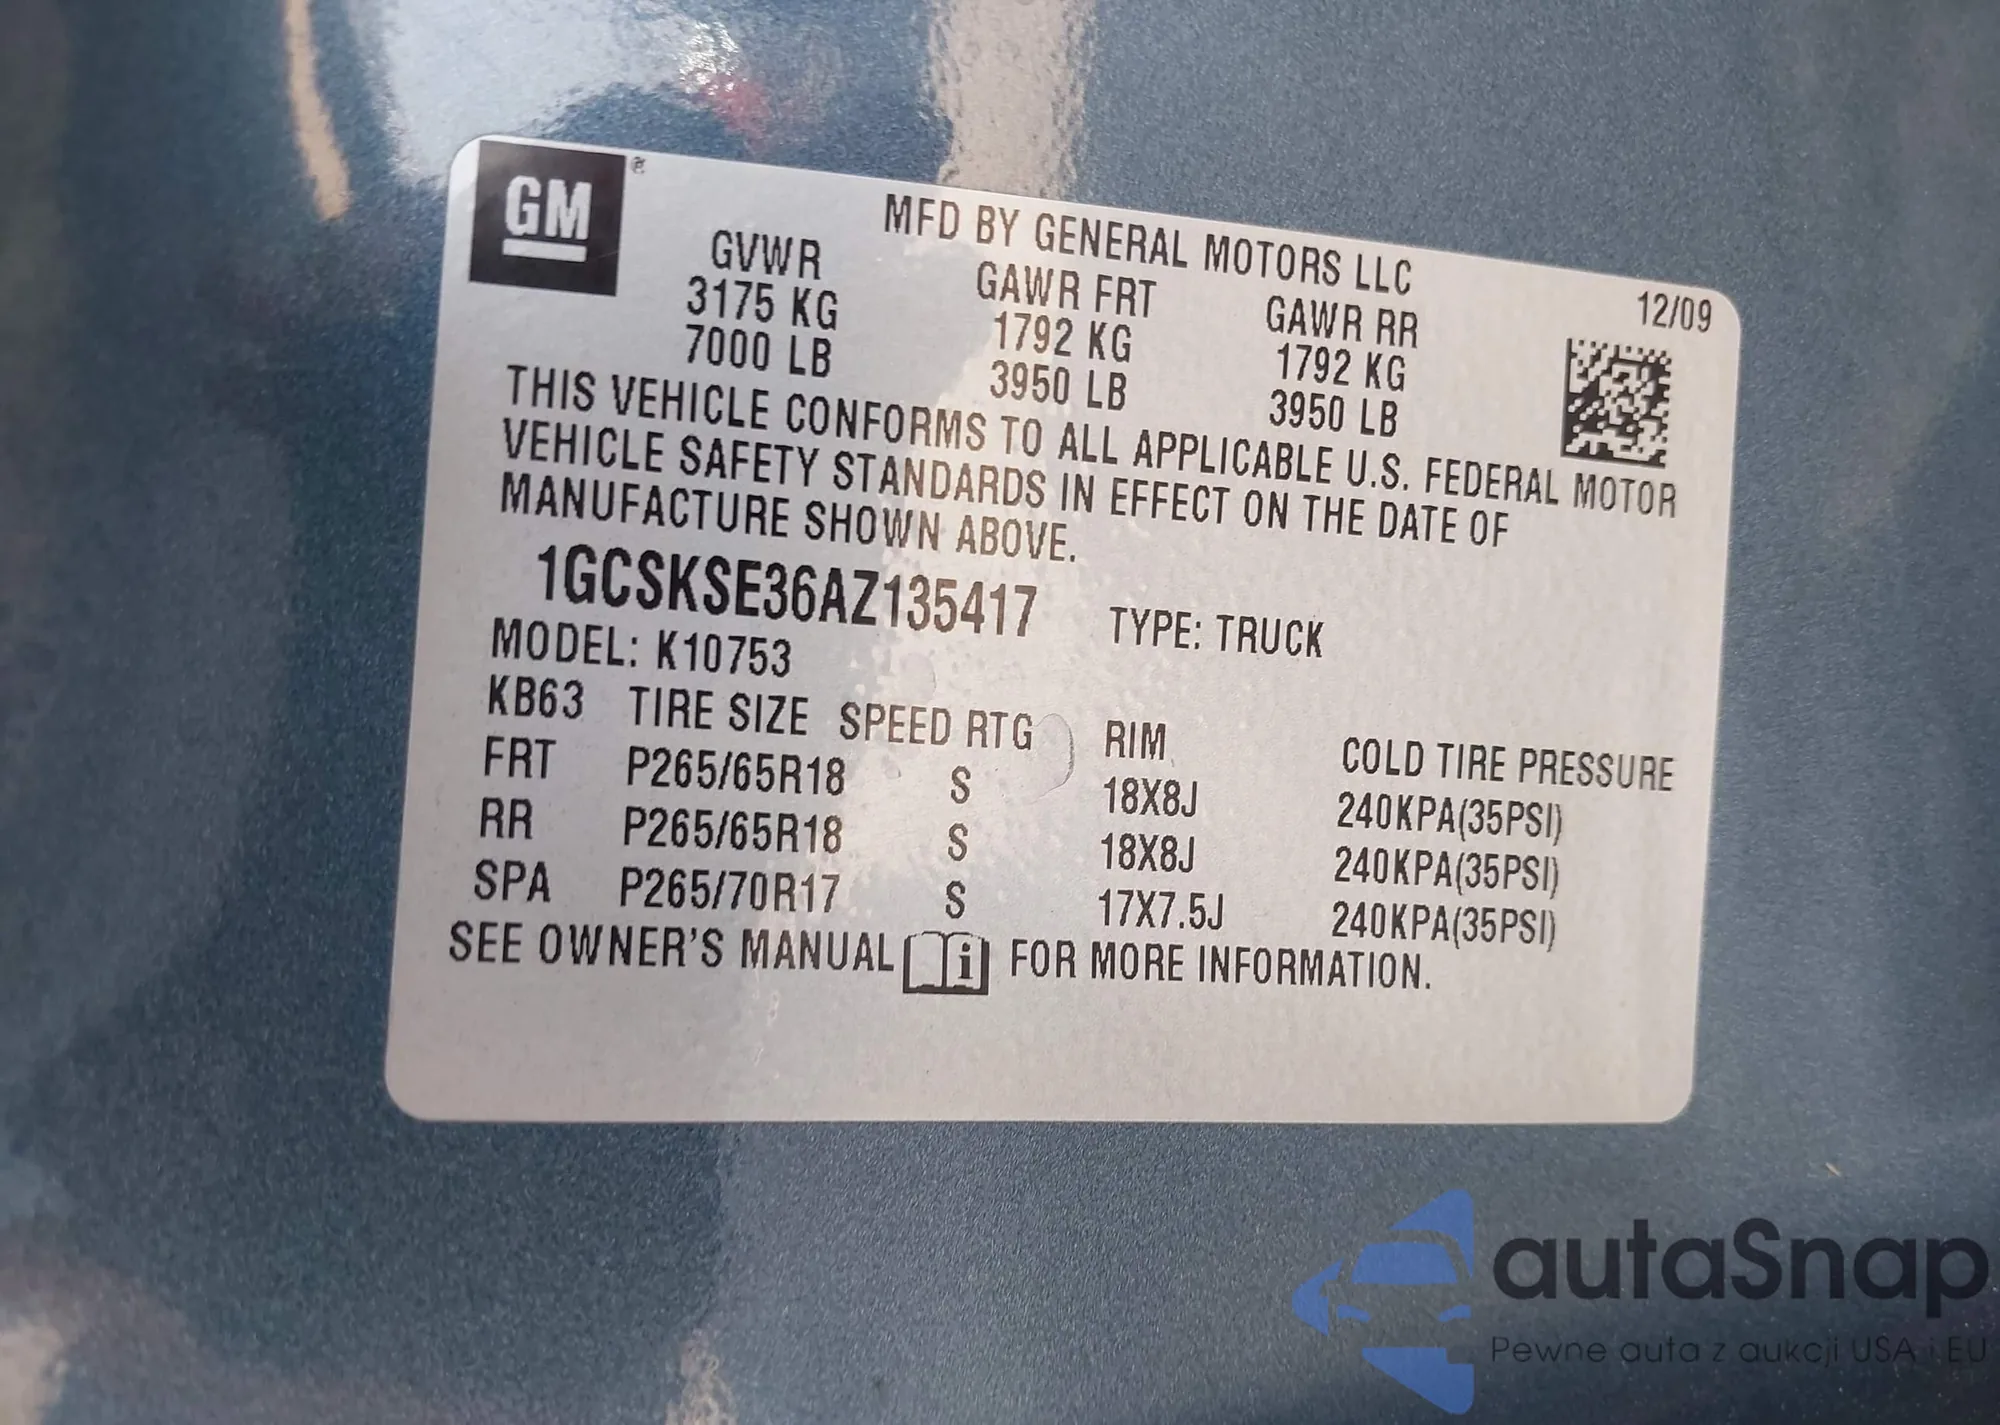 GM®
MFD BY GENERAL MOTORS LLC
12/09
GVWR GAWR FRT GAWR RR
3175 KG 1792 KG 1792 KG
7000 LB 3950 LB 3950 LB
THIS VEHICLE CONFORMS TO ALL APPLICABLE U.S. FEDERAL MOTOR
VEHICLE SAFETY STANDARDS IN EFFECT ON THE DATE OF
MANUFACTURE SHOWN ABOVE.
1GCSKSE36AZ135417 TYPE: TRUCK
MODEL: K10753
KB63 TIRE SIZE SPEED RTG RIM COLD TIRE PRESSURE
FRT P265/65R18 S 18X8J 240KPA(35PSI)
RR P265/65R18 S 18X8J 240KPA(35PSI)
SPA P265/70R17 S 17X7.5J 240KPA(35PSI)
SEE OWNER'S MANUAL i FOR MORE INFORMATION.
autaSnap
Pewne auta z aukcji USA i EU